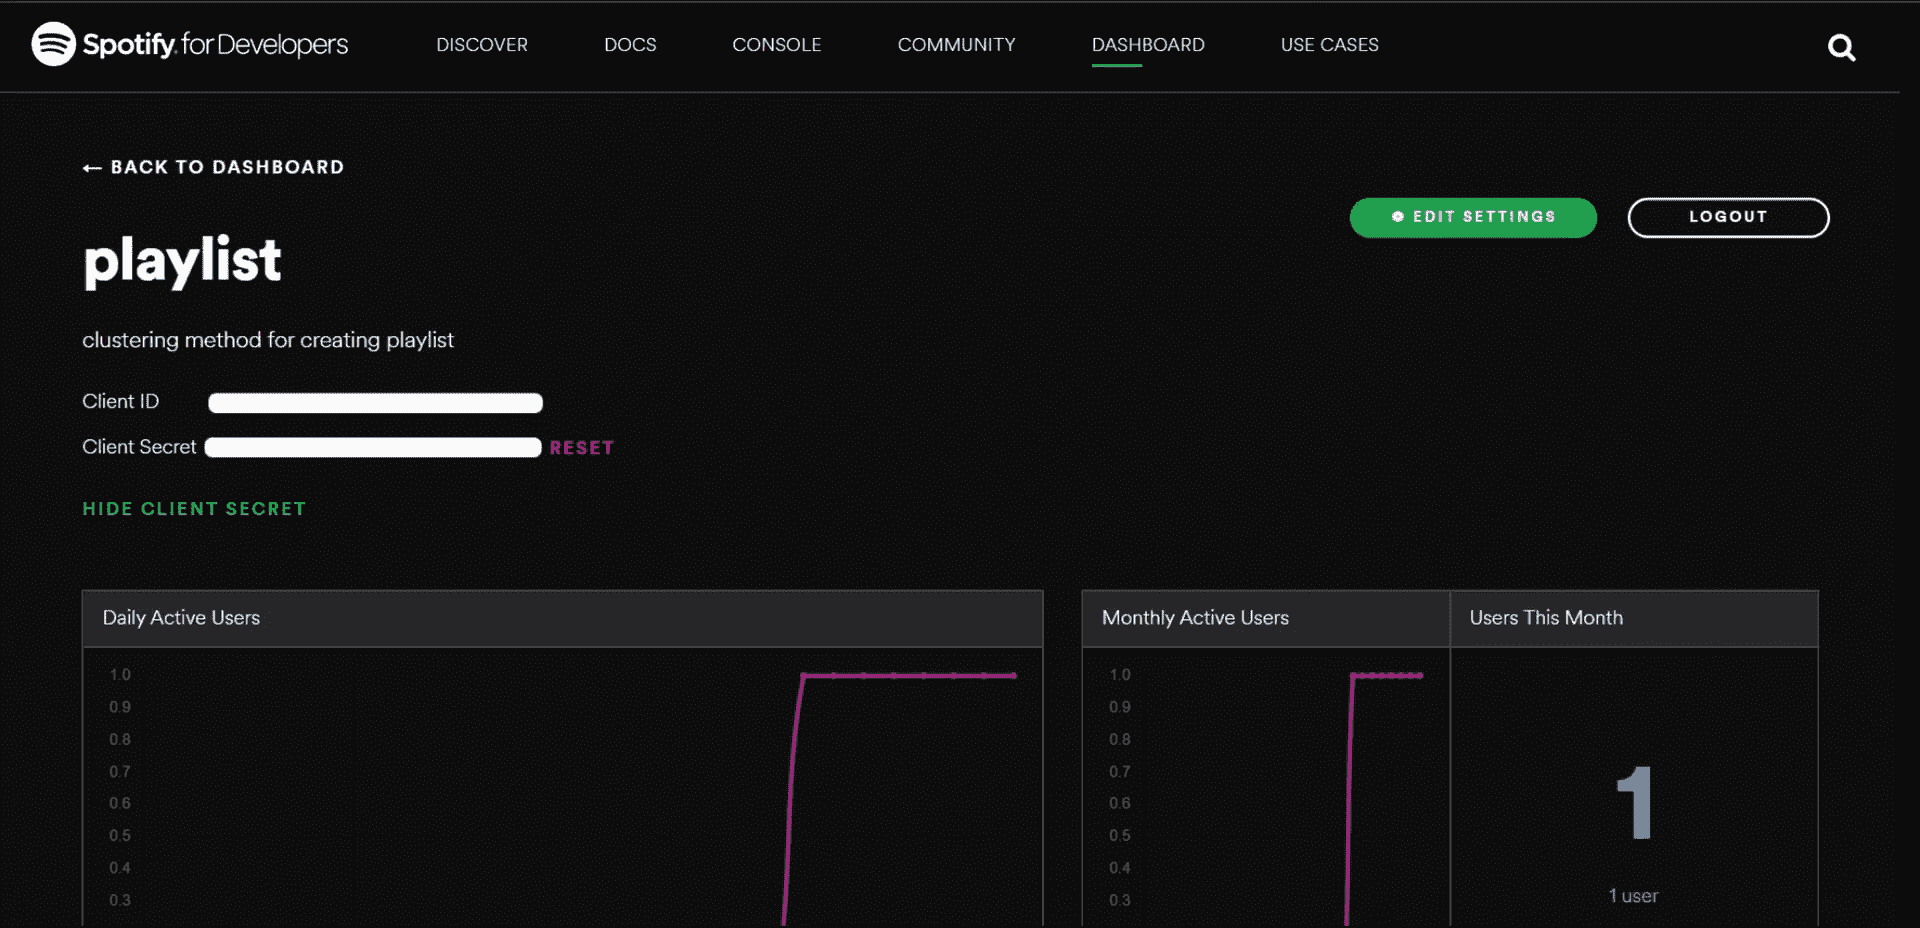 Spotify for Developers DISCOVER DOCS CONSOLE COMMUNITY DASHBOARD USE CASES
← BACK TO DASHBOARD
EDIT SETTINGS LOGOUT
playlist
clustering method for creating playlist
Client ID
Client Secret RESET
HIDE CLIENT SECRET
Daily Active Users
1.0
0.9
0.8
0.7
0.6
0.5
0.4
0.3
Monthly Active Users
1.0
0.9
0.8
0.7
0.6
0.5
0.4
0.3
Users This Month
1
1 user